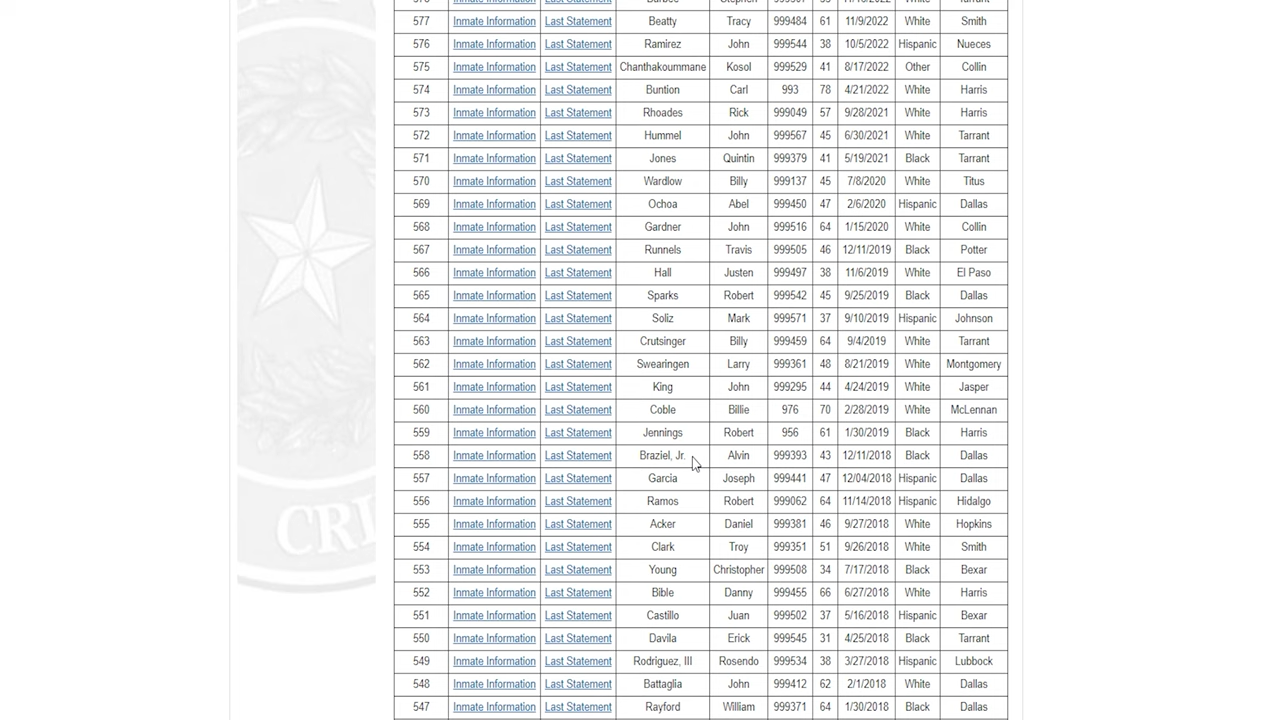 577 Inmate Information Last Statement Beatty Tracy 999484 61 11/9/2022 White Smith
576 Inmate Information Last Statement Ramirez John 999544 38 10/5/2022 Hispanic Nueces
575 Inmate Information Last Statement Chanthakoummane Kosol 999529 41 8/17/2022 Other Collin
574 Inmate Information Last Statement Buntion Carl 993 78 4/21/2022 White Harris
573 Inmate Information Last Statement Rhoades Rick 999049 57 9/28/2021 White Harris
572 Inmate Information Last Statement Hummel John 999567 45 6/30/2021 White Tarrant
571 Inmate Information Last Statement Jones Quintin 999379 41 5/19/2021 Black Tarrant
570 Inmate Information Last Statement Wardlow Billy 999137 45 7/8/2020 White Titus
569 Inmate Information Last Statement Ochoa Abel 999450 47 2/6/2020 Hispanic Dallas
568 Inmate Information Last Statement Gardner John 999516 64 1/15/2020 White Collin
567 Inmate Information Last Statement Runnels Travis 999505 46 12/11/2019 Black Potter
566 Inmate Information Last Statement Hall Justen 999497 38 11/6/2019 White El Paso
565 Inmate Information Last Statement Sparks Robert 999542 45 9/25/2019 Black Dallas
564 Inmate Information Last Statement Soliz Mark 999571 37 9/10/2019 Hispanic Johnson
563 Inmate Information Last Statement Crutsinger Billy 999459 64 9/4/2019 White Tarrant
562 Inmate Information Last Statement Swearingen Larry 999361 48 8/21/2019 White Montgomery
561 Inmate Information Last Statement King John 999295 44 4/24/2019 White Jasper
560 Inmate Information Last Statement Coble Billie 976 70 2/28/2019 White McLennan
559 Inmate Information Last Statement Jennings Robert 956 61 1/30/2019 Black Harris
558 Inmate Information Last Statement Braziel, Jr. Alvin 999393 43 12/11/2018 Black Dallas
557 Inmate Information Last Statement Garcia Joseph 999441 47 12/04/2018 Hispanic Dallas
556 Inmate Information Last Statement Ramos Robert 999062 64 11/14/2018 Hispanic Hidalgo
555 Inmate Information Last Statement Acker Daniel 999381 46 9/27/2018 White Hopkins
554 Inmate Information Last Statement Clark Troy 999351 51 9/26/2018 White Smith
553 Inmate Information Last Statement Young Christopher 999508 34 7/17/2018 Black Bexar
552 Inmate Information Last Statement Bible Danny 999455 66 6/27/2018 White Harris
551 Inmate Information Last Statement Castillo Juan 999502 37 5/16/2018 Hispanic Bexar
550 Inmate Information Last Statement Davila Erick 999545 31 4/25/2018 Black Tarrant
549 Inmate Information Last Statement Rodriguez, III Rosendo 999534 38 3/27/2018 Hispanic Lubbock
548 Inmate Information Last Statement Battaglia John 999412 62 2/1/2018 White Dallas
547 Inmate Information Last Statement Rayford William 999371 64 1/30/2018 Black Dallas
CRI